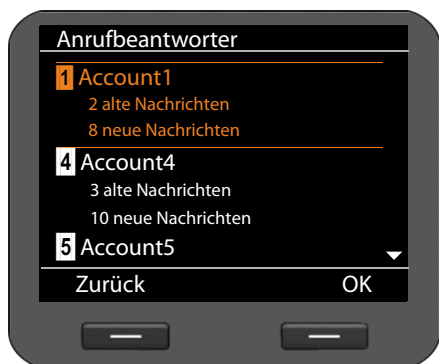 Anrufbeantworter
1 Account1
2 alte Nachrichten
8 neue Nachrichten
4 Account4
3 alte Nachrichten
10 neue Nachrichten
5 Account5
Zurück OK